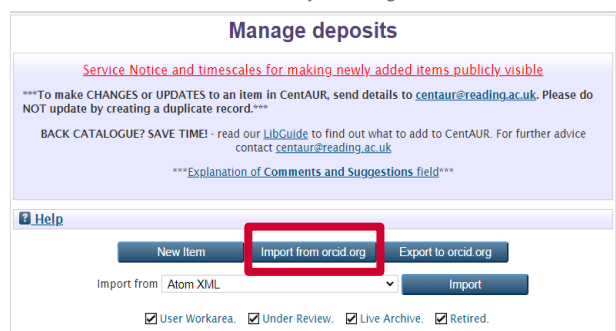 Manage deposits
Service Notice and timescales for making newly added items publicly visible
***To make CHANGES or UPDATES to an item in CentAUR, send details to centaur@reading.ac.uk. Please do
NOT update by creating a duplicate record.***
BACK CATALOGUE? SAVE TIME! - read our LibGuide to find out what to add to CentAUR. For further advice
contact centaur@reading.ac.uk
***Explanation of Comments and Suggestions field***
? Help
New Item Import from orcid.org Export to orcid.org
Import from Atom XML Import
User Workarea. Under Review. Live Archive. Retired.